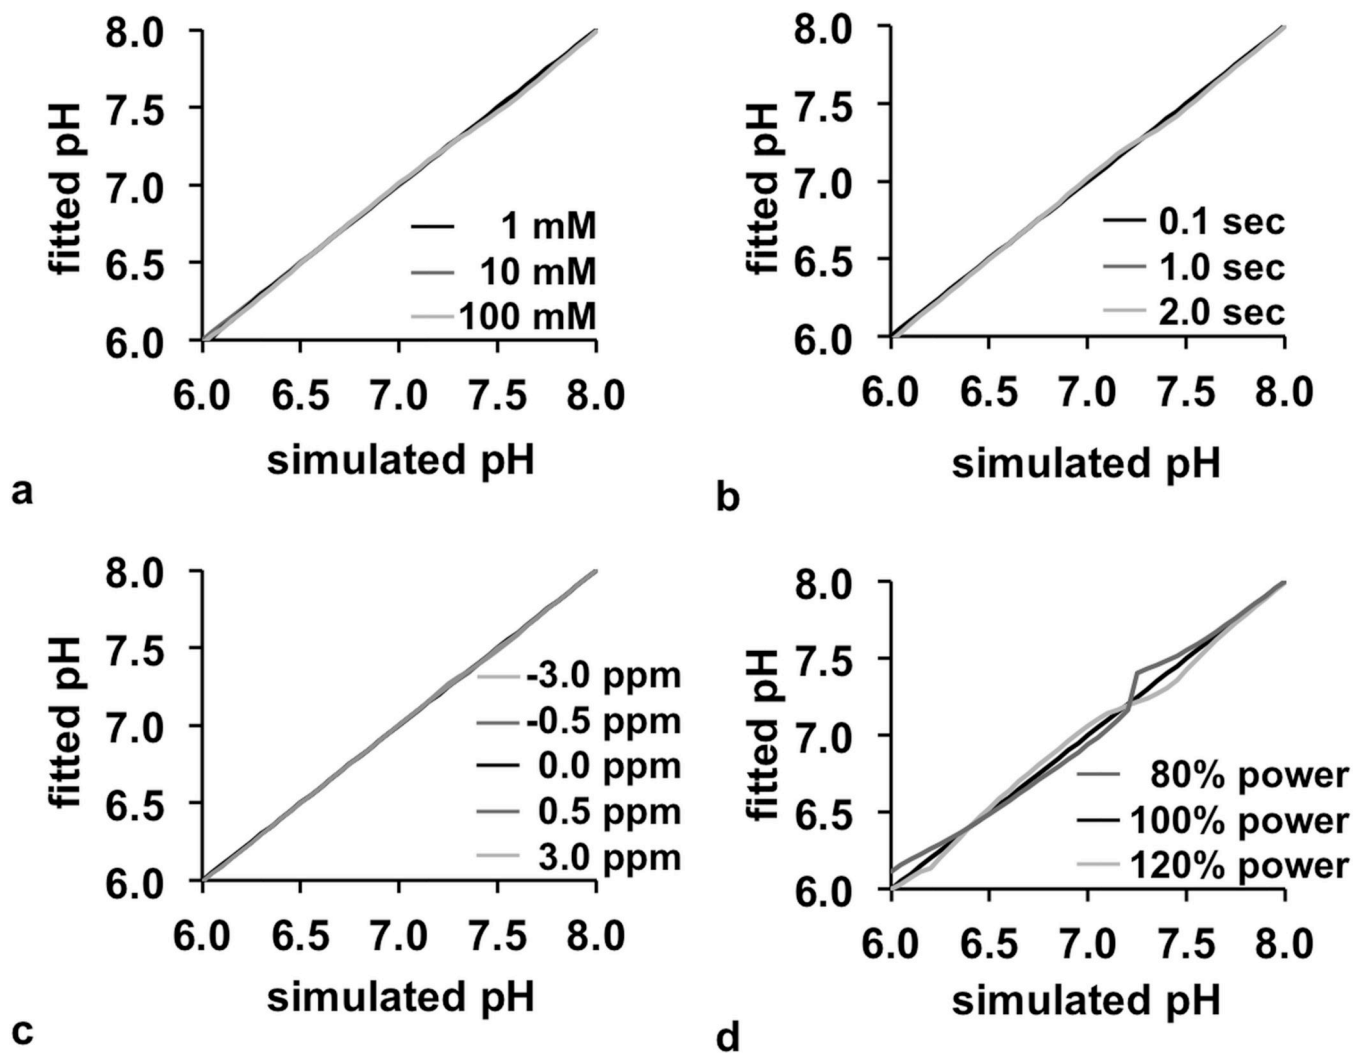 8.0
7.5
7.0
6.5
6.0
fitted pH
1 mM
10 mM
100 mM
6.0 6.5 7.0 7.5 8.0
simulated pH
a
8.0
7.5
7.0
6.5
6.0
fitted pH
0.1 sec
1.0 sec
2.0 sec
6.0 6.5 7.0 7.5 8.0
simulated pH
b
8.0
7.5
7.0
6.5
6.0
fitted pH
-3.0 ppm
-0.5 ppm
0.0 ppm
0.5 ppm
3.0 ppm
6.0 6.5 7.0 7.5 8.0
simulated pH
c
8.0
7.5
7.0
6.5
6.0
fitted pH
80% power
100% power
120% power
6.0 6.5 7.0 7.5 8.0
simulated pH
d